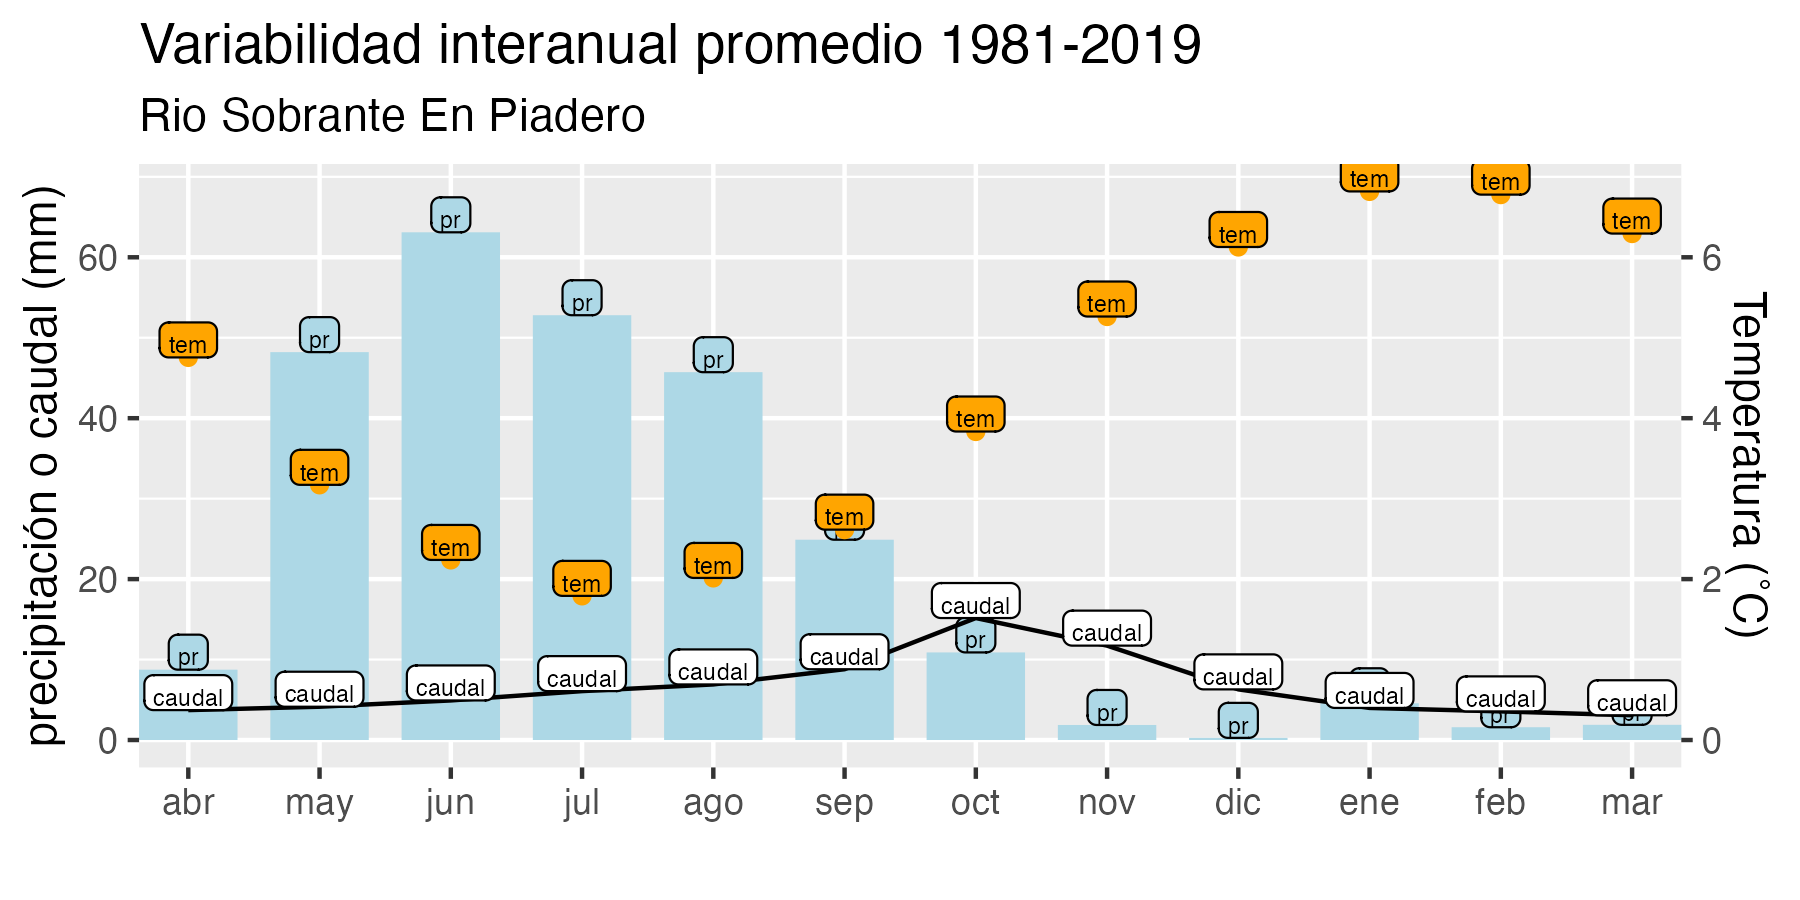 Variabilidad interanual promedio 1981-2019
Rio Sobrante En Piadero
precipitación o caudal (mm)
60
40
20
0
tem
tem
tem
tem
tem
tem
tem
tem
tem
tem
tem
tem
pr
pr
pr
pr
pr
pr
pr
pr
pr
pr
caudal
caudal
caudal
caudal
caudal
caudal
caudal
caudal
caudal
caudal
caudal
caudal
6
4
2
0
Temperatura (°C)
abr may jun jul ago sep oct nov dic ene feb mar